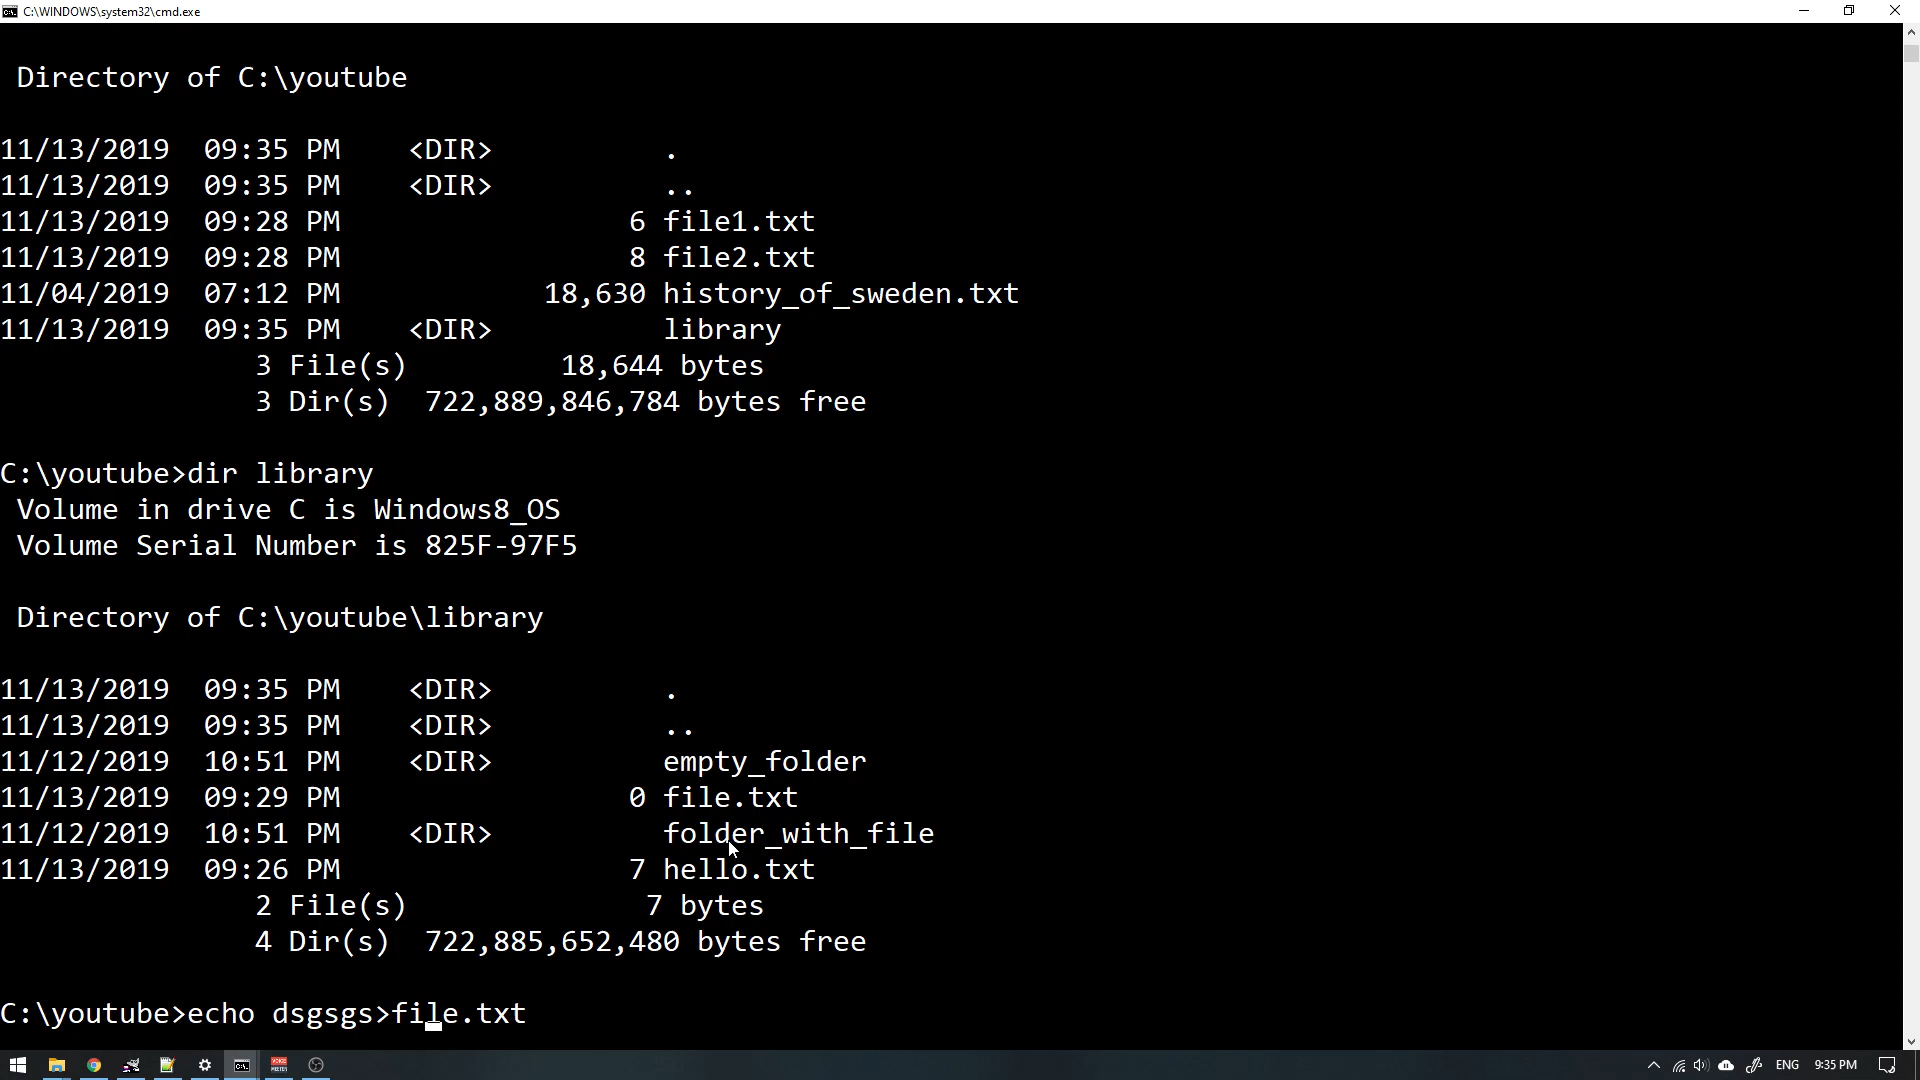 C:\WINDOWS\system32\cmd.exe
Directory of C:\youtube
11/13/2019  09:35 PM    <DIR>          .
11/13/2019  09:35 PM    <DIR>          ..
11/13/2019  09:28 PM                 6 file1.txt
11/13/2019  09:28 PM                 8 file2.txt
11/04/2019  07:12 PM            18,630 history_of_sweden.txt
11/13/2019  09:35 PM    <DIR>          library
3 File(s)         18,644 bytes
3 Dir(s)  722,889,846,784 bytes free
C:\youtube>dir library
Volume in drive C is Windows8_OS
Volume Serial Number is 825F-97F5
Directory of C:\youtube\library
11/13/2019  09:35 PM    <DIR>          .
11/13/2019  09:35 PM    <DIR>          ..
11/12/2019  10:51 PM    <DIR>          empty_folder
11/13/2019  09:29 PM                 0 file.txt
11/12/2019  10:51 PM    <DIR>          folder_with_file
11/13/2019  09:26 PM                 7 hello.txt
2 File(s)              7 bytes
4 Dir(s)  722,885,652,480 bytes free
C:\youtube>echo dsgsgs>file.txt
ENG 9:35 PM